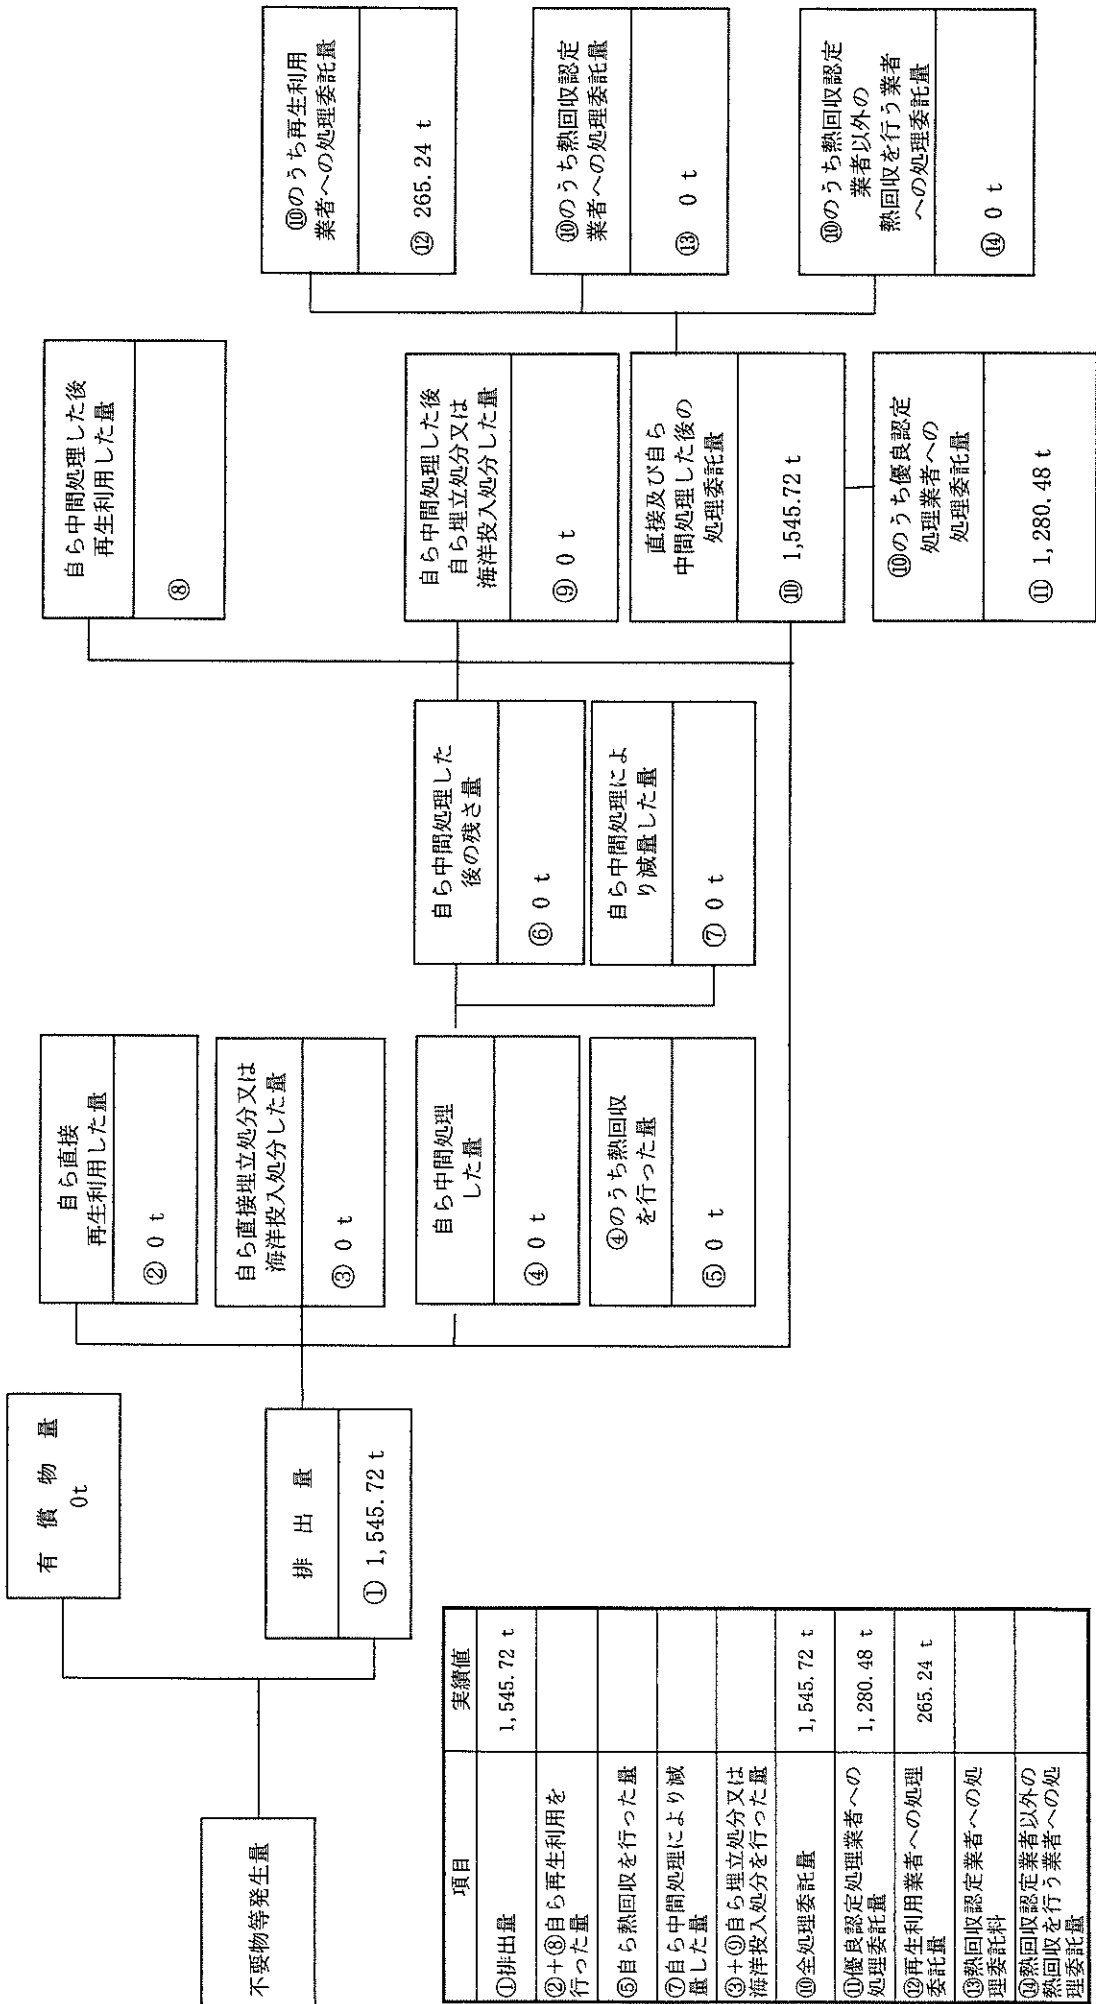 不要物等発生量
有償物量
0t
排出量
① 1,545.72 t
自ら直接
再生利用した量
② 0 t
自ら直接埋立処分又は
海洋投入処分した量
③ 0 t
自ら中間処理
した量
④ 0 t
④のうち熱回収
を行った量
⑤ 0 t
自ら中間処理した
後の残さ量
⑥ 0 t
自ら中間処理によ
り減量した量
⑦ 0 t
自ら中間処理した後
再生利用した量
⑧
自ら中間処理した後
自ら埋立処分又は
海洋投入処分した量
⑨ 0 t
直接及び自ら
中間処理した後の
処理委託量
⑩ 1,545.72 t
⑩のうち優良認定
処理業者への
処理委託量
⑪ 1,280.48 t
⑩のうち再生利用
業者への処理委託量
⑫ 265.24 t
⑩のうち熱回収認定
業者への処理委託量
⑬ 0 t
⑩のうち熱回収認定
業者以外の
熱回収を行う業者
への処理委託量
⑭ 0 t
項目 実績値
①排出量 1,545.72 t
②+⑧自ら再生利用を
行った量
⑤自ら熱回収を行った量
⑦自ら中間処理により減
量した量
③+⑨自ら埋立処分又は
海洋投入処分を行った量
⑩全処理委託量 1,545.72 t
⑪優良認定処理業者への
処理委託量 1,280.48 t
⑫再生利用業者への処理
委託量 265.24 t
⑬熱回収認定業者への処
理委託料
⑭熱回収認定業者以外の
熱回収を行う業者への処
理委託量